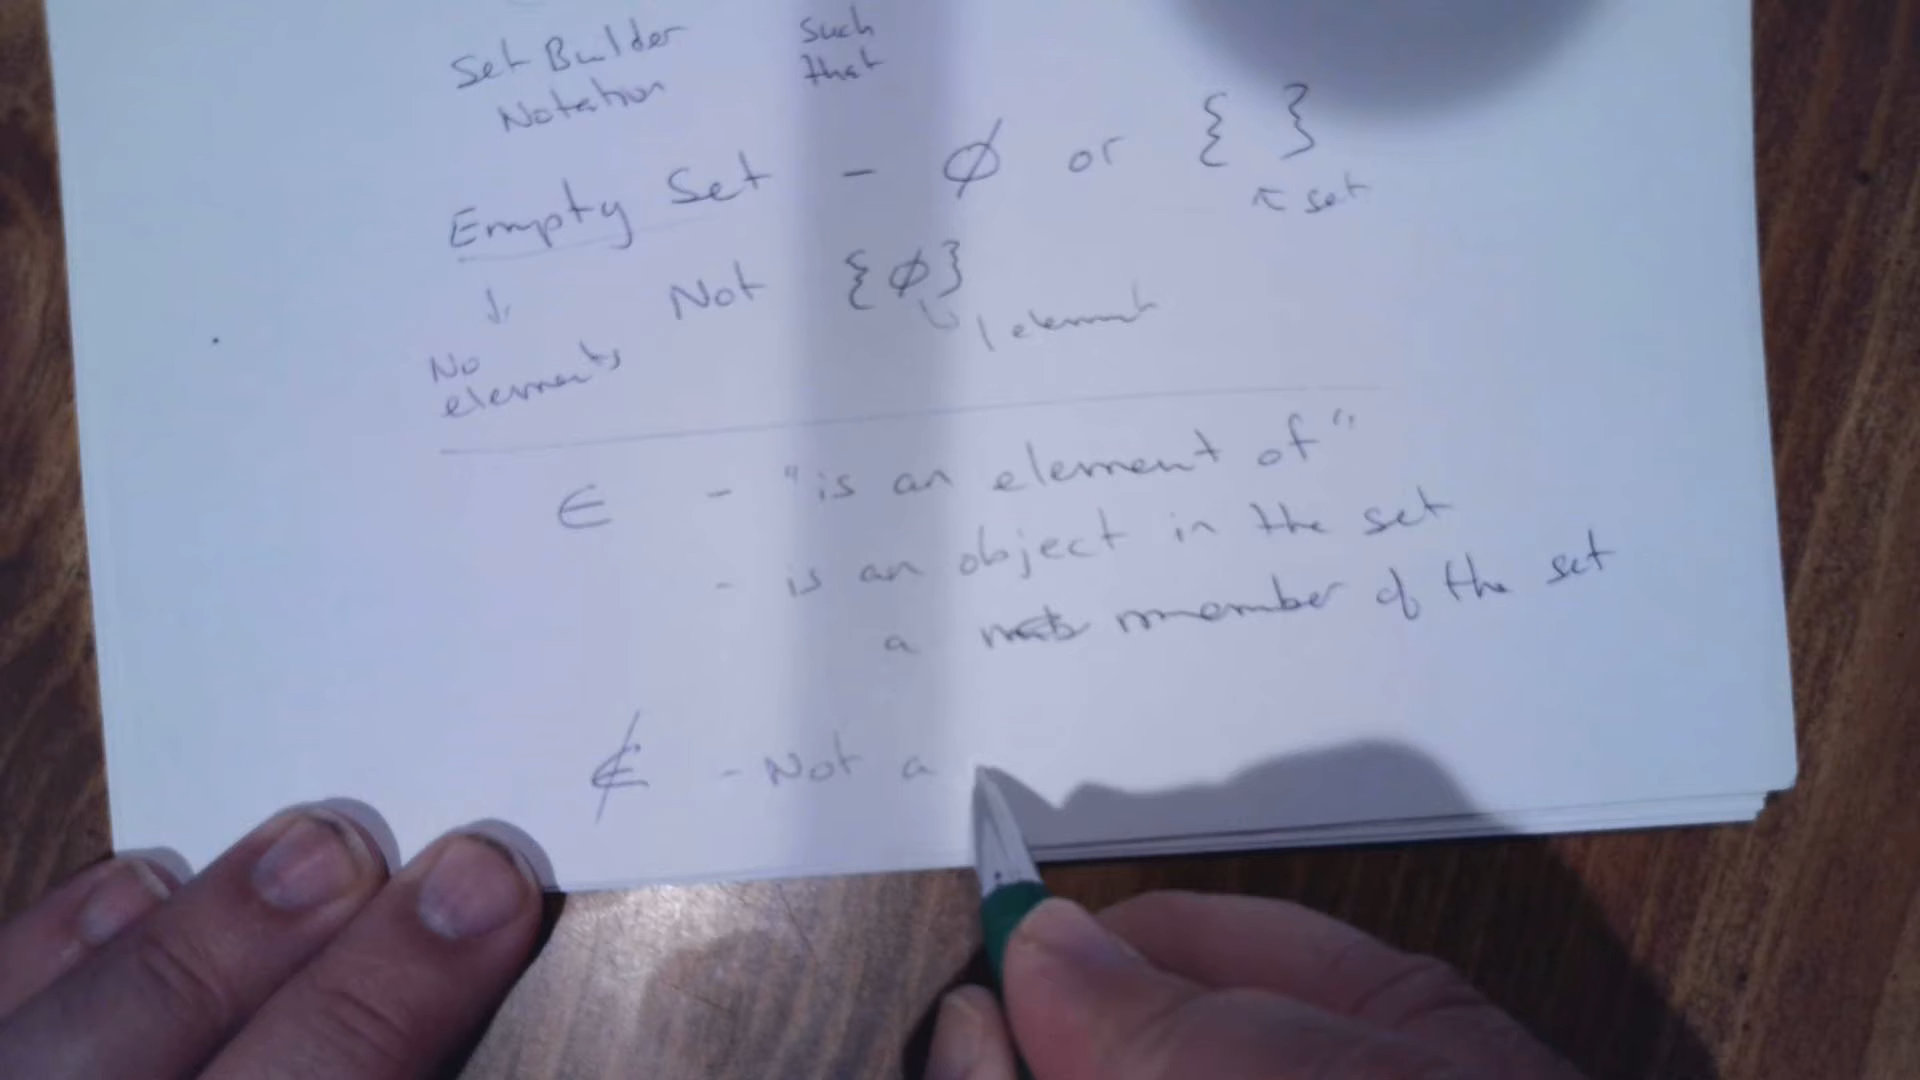 Set Builder Such
Notation that
Empty Set - ∅ or { }
↖ set
↓ Not {∅}
1 element
No
elements
∈ - "is an element of"
- is an object in the set
a member of the set
∉ - Not a